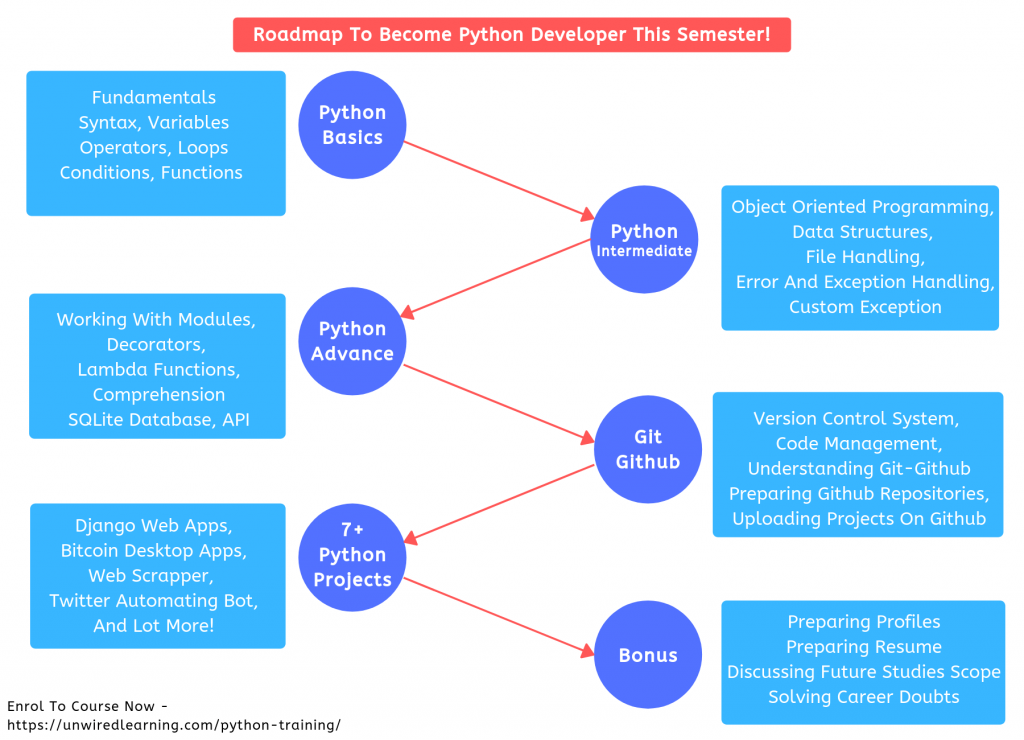 Roadmap To Become Python Developer This Semester!
Fundamentals
Syntax, Variables
Operators, Loops
Conditions, Functions
Python
Basics
Python
Intermediate
Object Oriented Programming,
Data Structures,
File Handling,
Error And Exception Handling,
Custom Exception
Working With Modules,
Decorators,
Lambda Functions,
Comprehension
SQLite Database, API
Python
Advance
Git
Github
Version Control System,
Code Management,
Understanding Git-Github
Preparing Github Repositories,
Uploading Projects On Github
Django Web Apps,
Bitcoin Desktop Apps,
Web Scrapper,
Twitter Automating Bot,
And Lot More!
7+
Python
Projects
Bonus
Preparing Profiles
Preparing Resume
Discussing Future Studies Scope
Solving Career Doubts
Enrol To Course Now -
https://unwiredlearning.com/python-training/